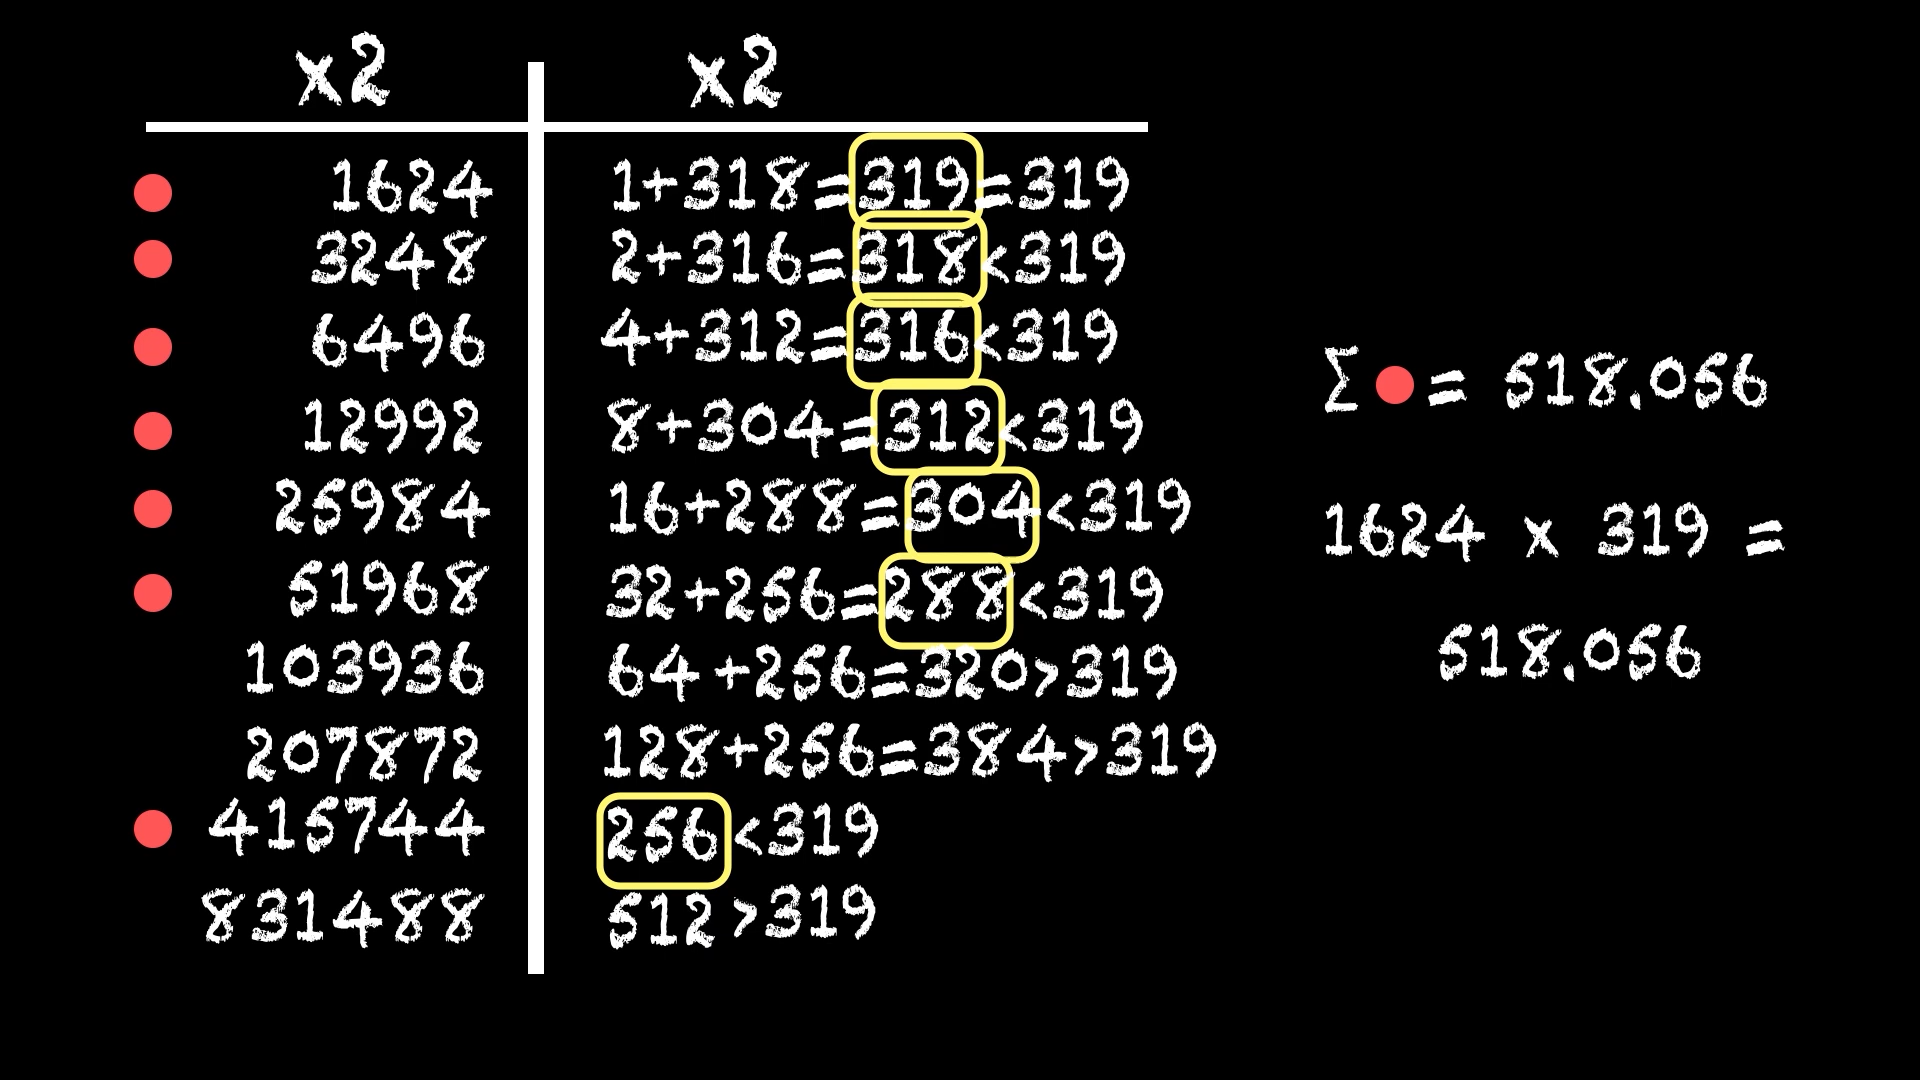 x2 x2
1624 1+318=319=319
3248 2+316=318<319
6496 4+312=316<319
12992 8+304=312<319
25984 16+288=304<319
51968 32+256=288<319
103936 64 +256=320>319
207872 128+256=384>319
415744 256<319
831488 512>319
Σ = 518.056
1624 x 319 =
518.056